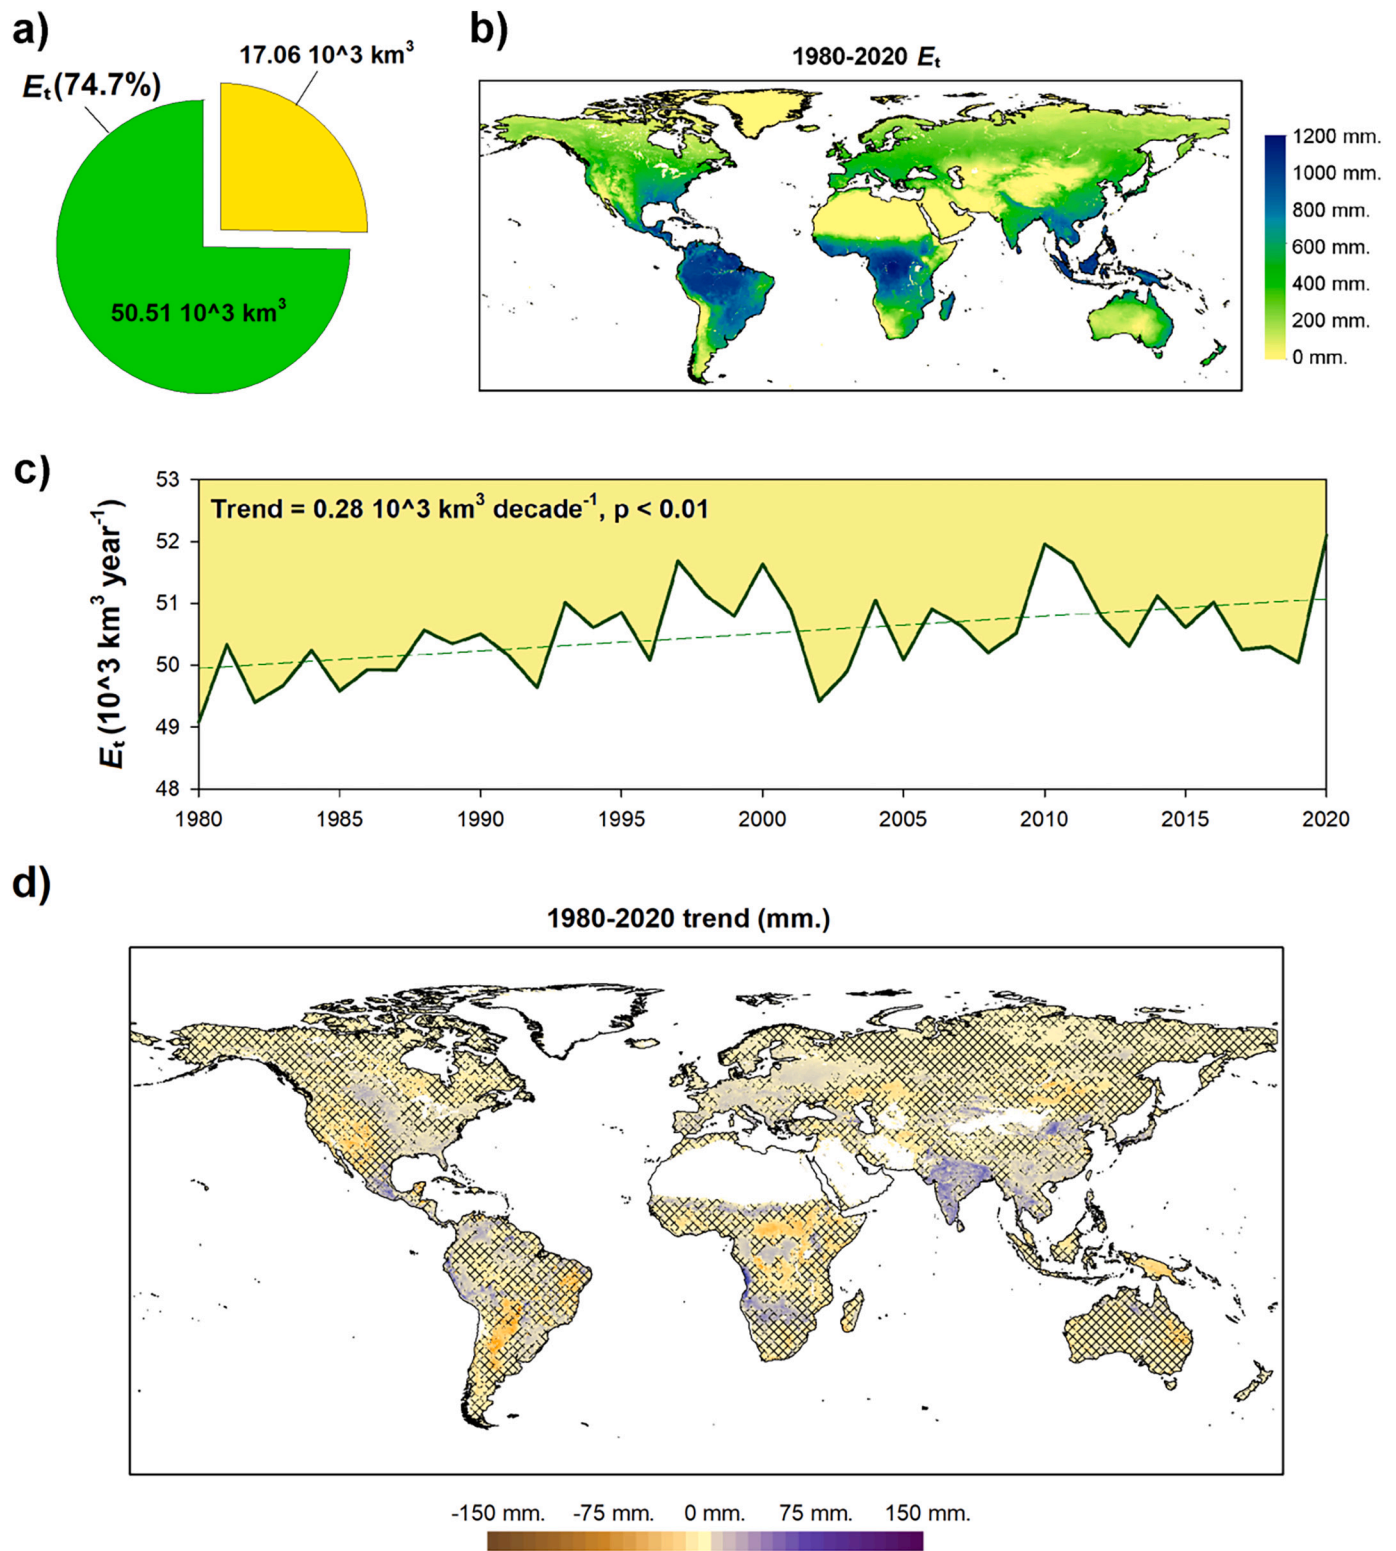 a)
17.06 10^3 km³
Et(74.7%)
50.51 10^3 km³
b)
1980-2020 Et
1200 mm.
1000 mm.
800 mm.
600 mm.
400 mm.
200 mm.
0 mm.
c)
Et (10^3 km³ year⁻¹)
Trend = 0.28 10^3 km³ decade⁻¹, p < 0.01
53
52
51
50
49
48
1980 1985 1990 1995 2000 2005 2010 2015 2020
d)
1980-2020 trend (mm.)
-150 mm. -75 mm. 0 mm. 75 mm. 150 mm.